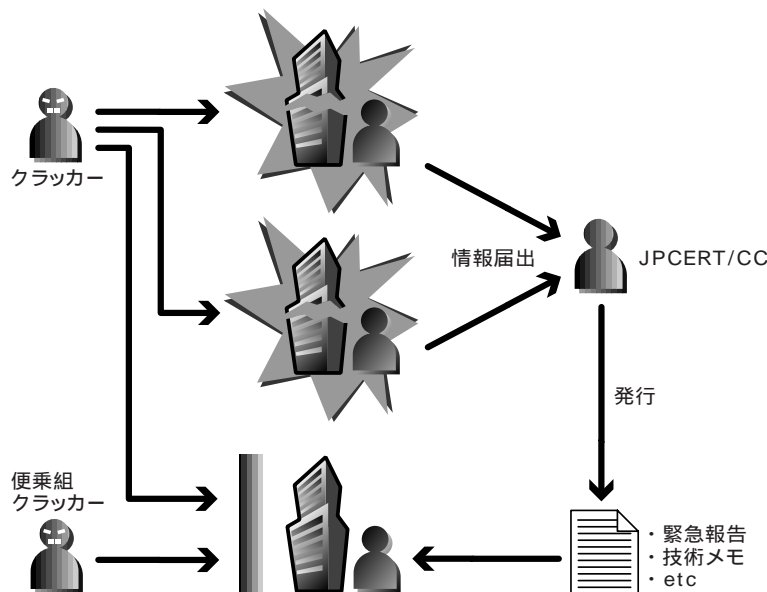 クラッカー
情報届出
JPCERT/CC
発行
便乗組
クラッカー
・緊急報告
・技術メモ
・etc